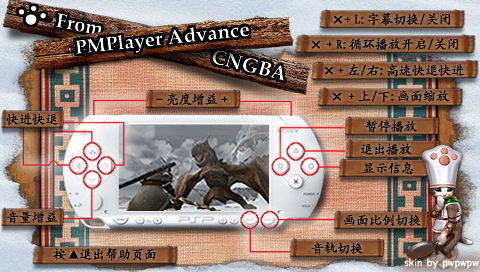 From
PMPlayer Advance
CNGBA
×+L: 字幕切换/关闭
×+R: 循环播放开启/关闭
×+左/右: 高速快退快进
×+上/下: 画面缩放
-亮度增益+
快进快退
暂停播放
退出播放
显示信息
SONY
PSP
音量增益
画面比例切换
音轨切换
按▲退出帮助页面
skin by pwpwpw